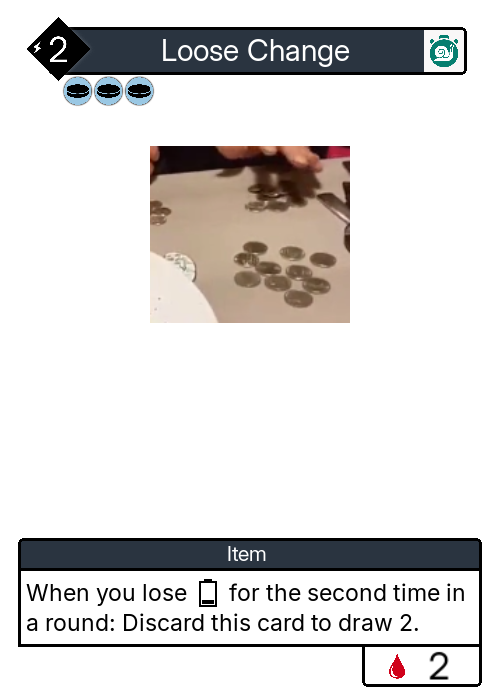 2
Loose Change
Item
When you lose for the second time in
a round: Discard this card to draw 2.
2